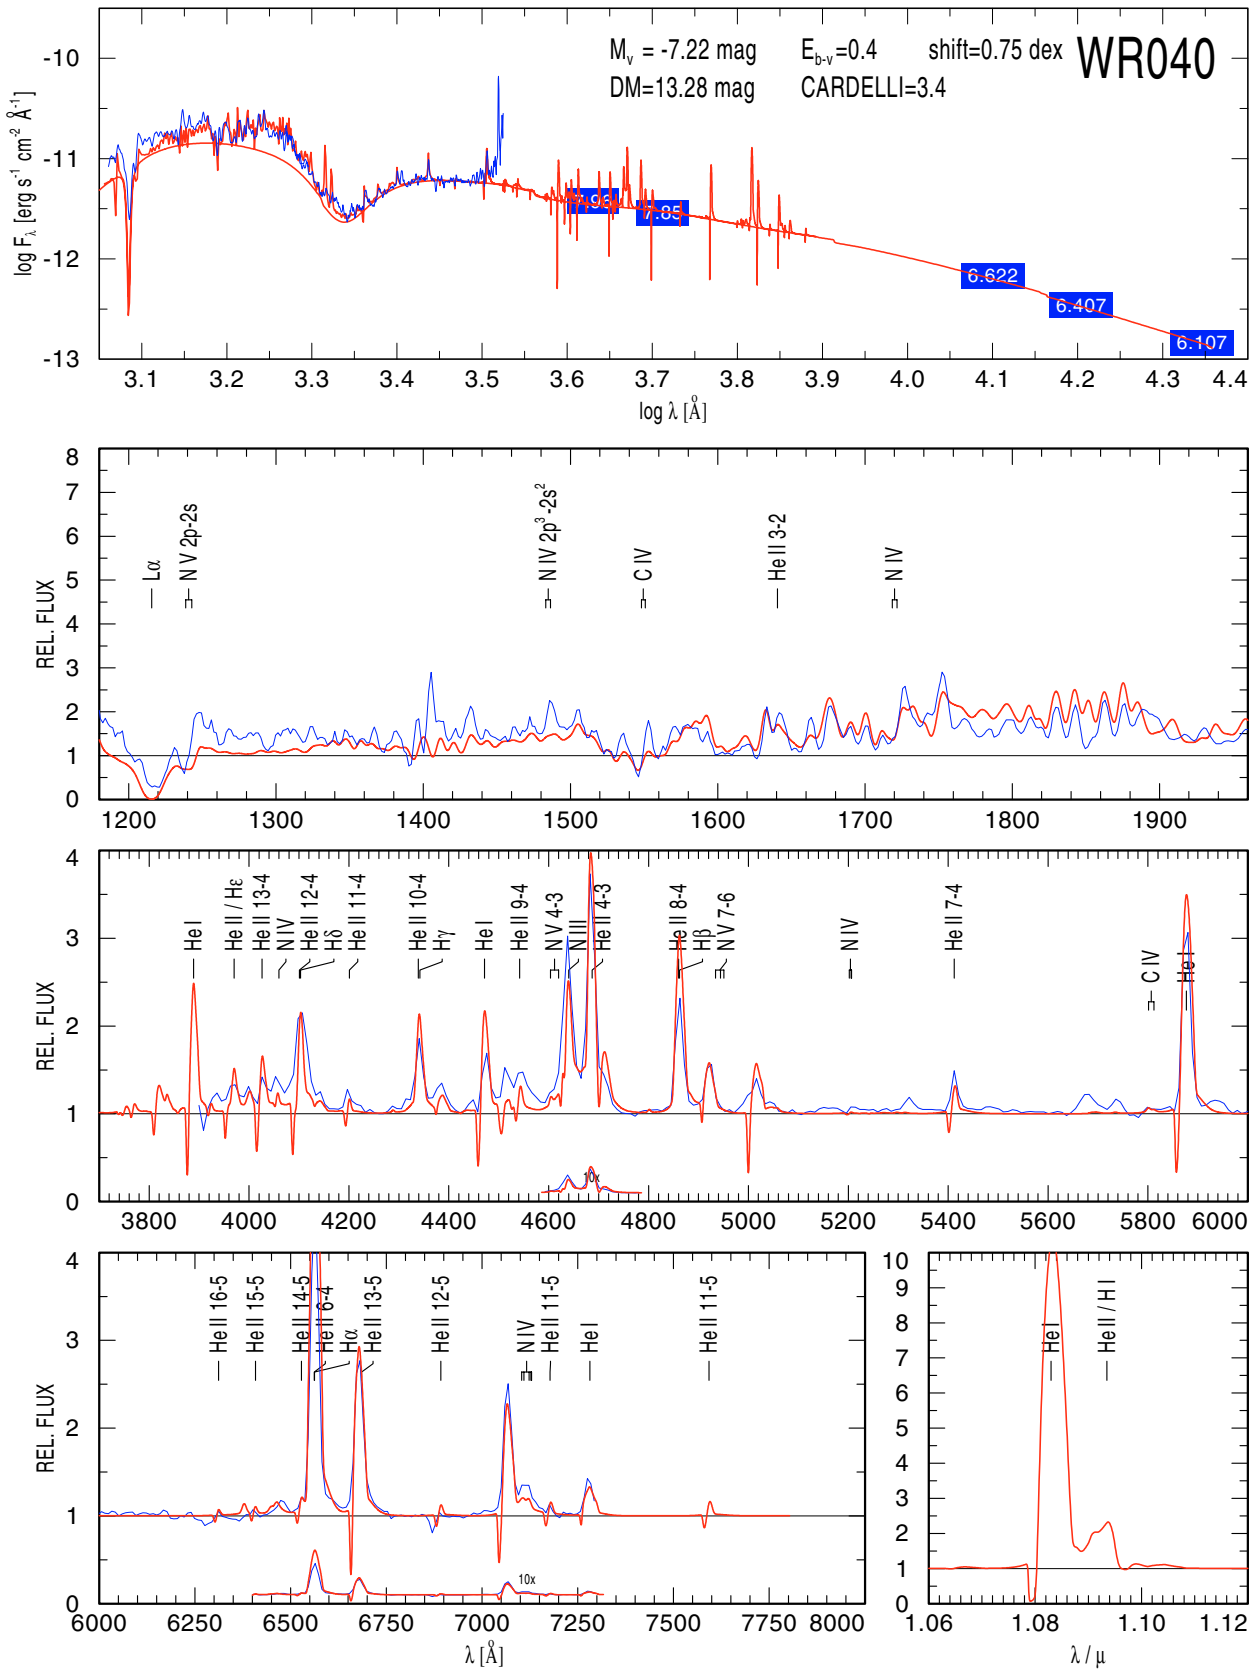 M_v = -7.22 mag E_b-v=0.4 shift=0.75 dex WR040
DM=13.28 mag CARDELLI=3.4
log F_λ [erg s⁻¹ cm⁻² Å⁻¹]
-10
-11
-12
-13
7.85
6.622
6.407
6.107
3.1 3.2 3.3 3.4 3.5 3.6 3.7 3.8 3.9 4.0 4.1 4.2 4.3 4.4
log λ [Å]
REL. FLUX
8
7
6
5
4
3
2
1
0
Lα
N V 2p-2s
N IV 2p³-2s²
C IV
He II 3-2
N IV
1200 1300 1400 1500 1600 1700 1800 1900
REL. FLUX
4
3
2
1
0
He I
He II / Hε
He II 13-4
N IV
He II 12-4
Hδ
He II 11-4
He II 10-4
Hγ
He I
He II 9-4
N V 4-3
N III
He II 4-3
He II 8-4
Hβ
N V 7-6
N IV
He II 7-4
C IV
He I
10x
3800 4000 4200 4400 4600 4800 5000 5200 5400 5600 5800 6000
REL. FLUX
4
3
2
1
0
He II 16-5
He II 15-5
He II 14-5
He II 6-4
Hα
He II 13-5
He II 12-5
N IV
He II 11-5
He I
He II 11-5
10x
6000 6250 6500 6750 7000 7250 7500 7750 8000
λ [Å]
10
9
8
7
6
5
4
3
2
1
0
He I
He II / H I
1.06 1.08 1.10 1.12
λ / μ